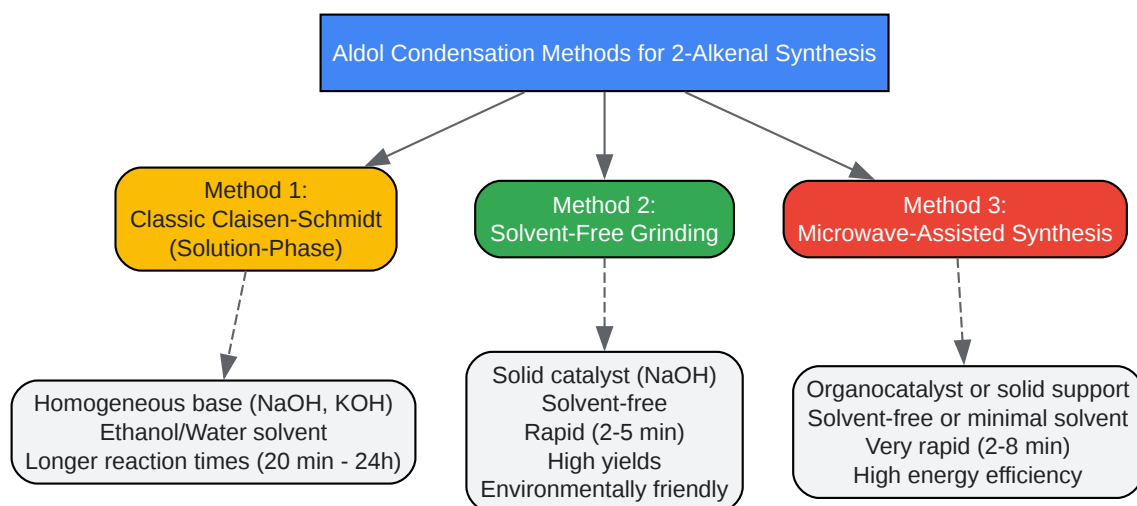 Aldol Condensation Methods for 2-Alkenal Synthesis
Method 1:
Classic Claisen-Schmidt
(Solution-Phase)
Method 2:
Solvent-Free Grinding
Method 3:
Microwave-Assisted Synthesis
Homogeneous base (NaOH, KOH)
Ethanol/Water solvent
Longer reaction times (20 min - 24h)
Solid catalyst (NaOH)
Solvent-free
Rapid (2-5 min)
High yields
Environmentally friendly
Organocatalyst or solid support
Solvent-free or minimal solvent
Very rapid (2-8 min)
High energy efficiency